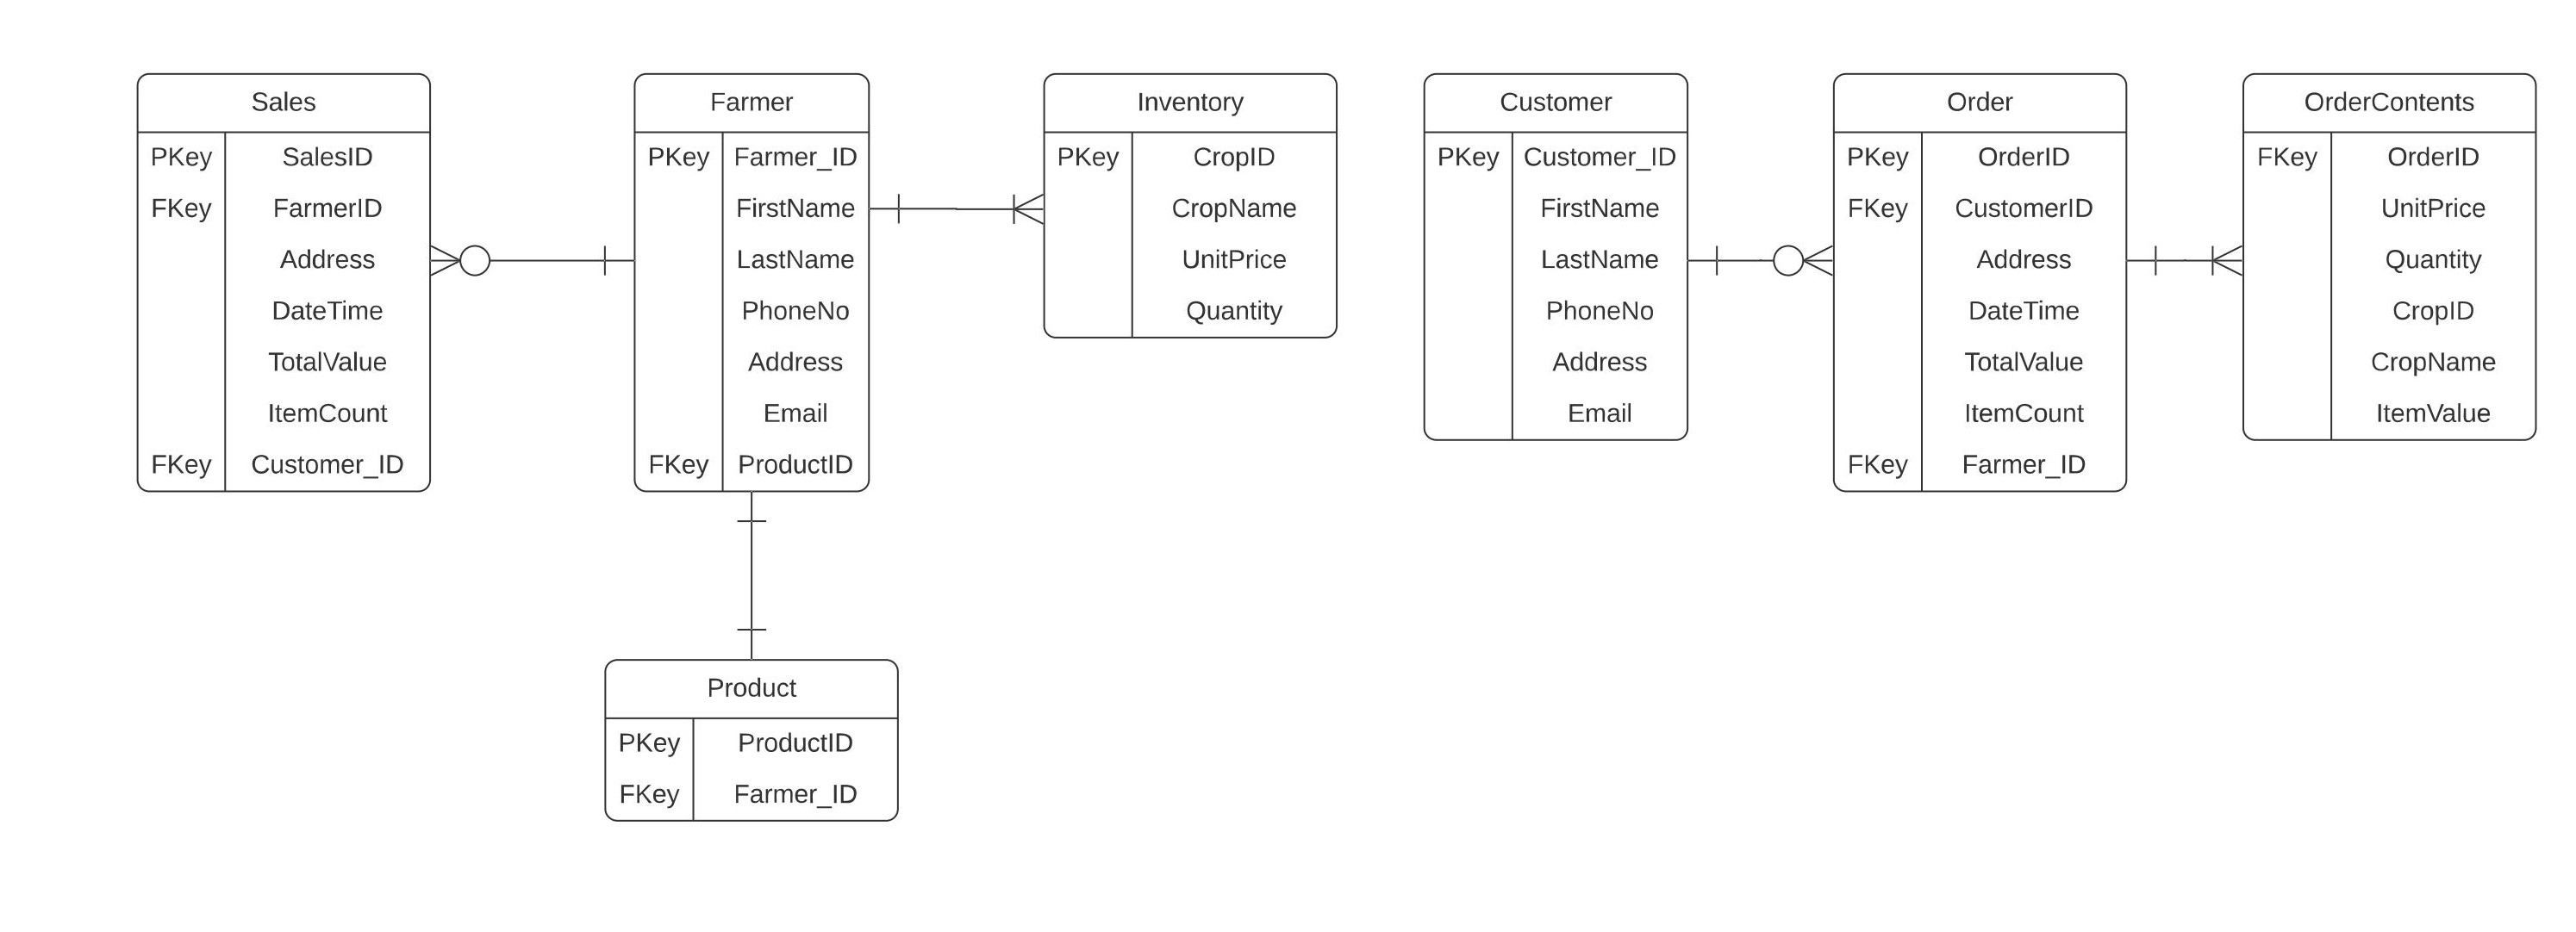 Sales
PKey SalesID
FKey FarmerID
Address
DateTime
TotalValue
ItemCount
FKey Customer_ID
Farmer
PKey Farmer_ID
FirstName
LastName
PhoneNo
Address
Email
FKey ProductID
Inventory
PKey CropID
CropName
UnitPrice
Quantity
Customer
PKey Customer_ID
FirstName
LastName
PhoneNo
Address
Email
Order
PKey OrderID
FKey CustomerID
Address
DateTime
TotalValue
ItemCount
FKey Farmer_ID
OrderContents
FKey OrderID
UnitPrice
Quantity
CropID
CropName
ItemValue
Product
PKey ProductID
FKey Farmer_ID